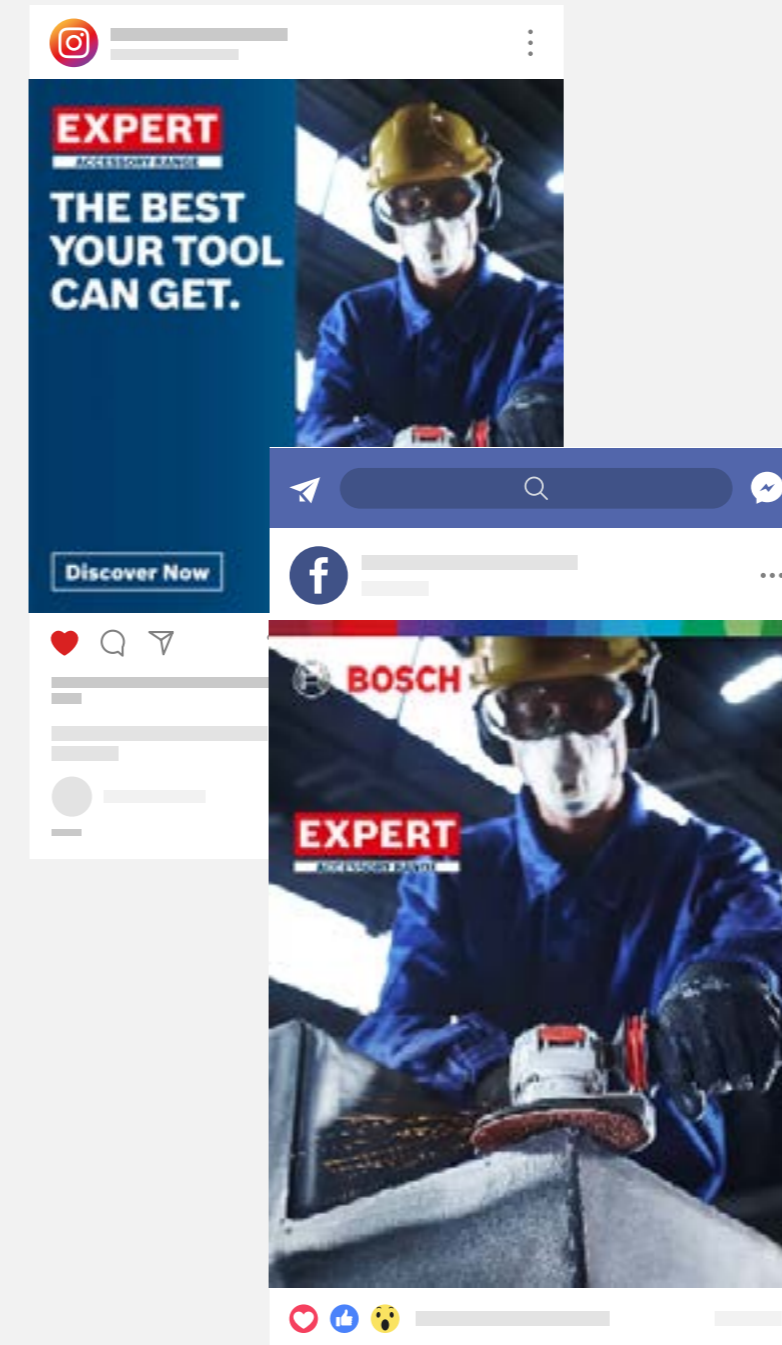 EXPERT
ACCESSORY RANGE
THE BEST
YOUR TOOL
CAN GET.
Discover Now
BOSCH
EXPERT
ACCESSORY RANGE